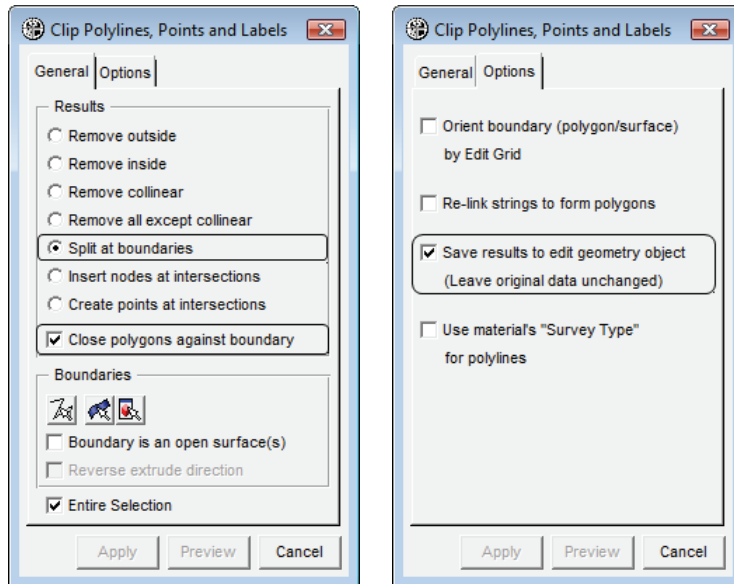 Clip Polylines, Points and Labels
General
Options
Results
Remove outside
Remove inside
Remove collinear
Remove all except collinear
Split at boundaries
Insert nodes at intersections
Create points at intersections
Close polygons against boundary
Boundaries
Boundary is an open surface(s)
Reverse extrude direction
Entire Selection
Apply
Preview
Cancel
Clip Polylines, Points and Labels
General
Options
Orient boundary (polygon/surface)
by Edit Grid
Re-link strings to form polygons
Save results to edit geometry object
(Leave original data unchanged)
Use material's "Survey Type"
for polylines
Apply
Preview
Cancel